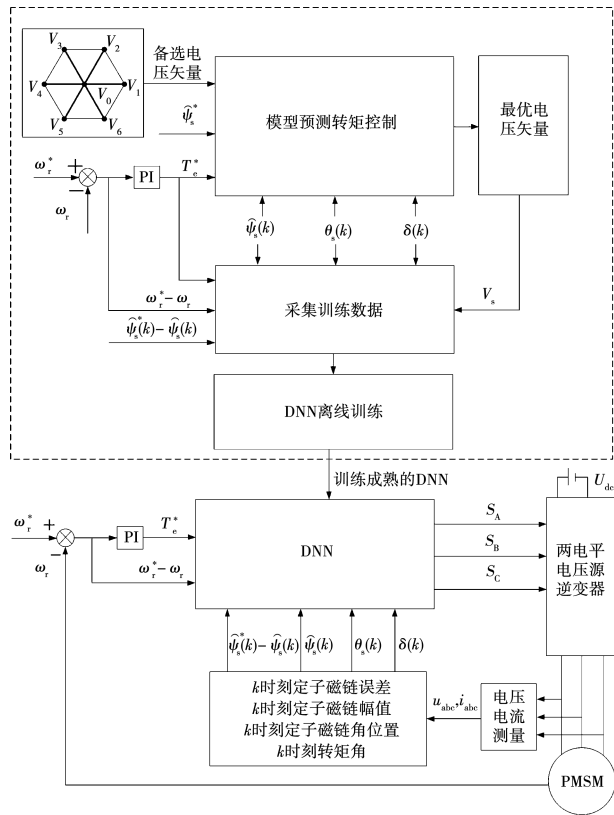 V₃ V₂
V₄ V₀ V₁
V₅ V₆
备选电
压矢量
ψ̂ₛ*
模型预测转矩控制
最优电
压矢量
ωᵣ* + − PI Tₑ*
ωᵣ
ψ̂ₛ(k) θₛ(k) δ(k)
ωᵣ*−ωᵣ
ψ̂ₛ*(k)−ψ̂ₛ(k)
采集训练数据
Vₛ
DNN离线训练
训练成熟的DNN
ωᵣ* + − PI Tₑ*
ωᵣ
ωᵣ*−ωᵣ
DNN
S_A
S_B
S_C
U_dc
两电平
电压源
逆变器
ψ̂ₛ*(k)−ψ̂ₛ(k) ψ̂ₛ(k) θₛ(k) δ(k)
k时刻定子磁链误差
k时刻定子磁链幅值
k时刻定子磁链角位置
k时刻转矩角
u_abc,i_abc
电压
电流
测量
PMSM